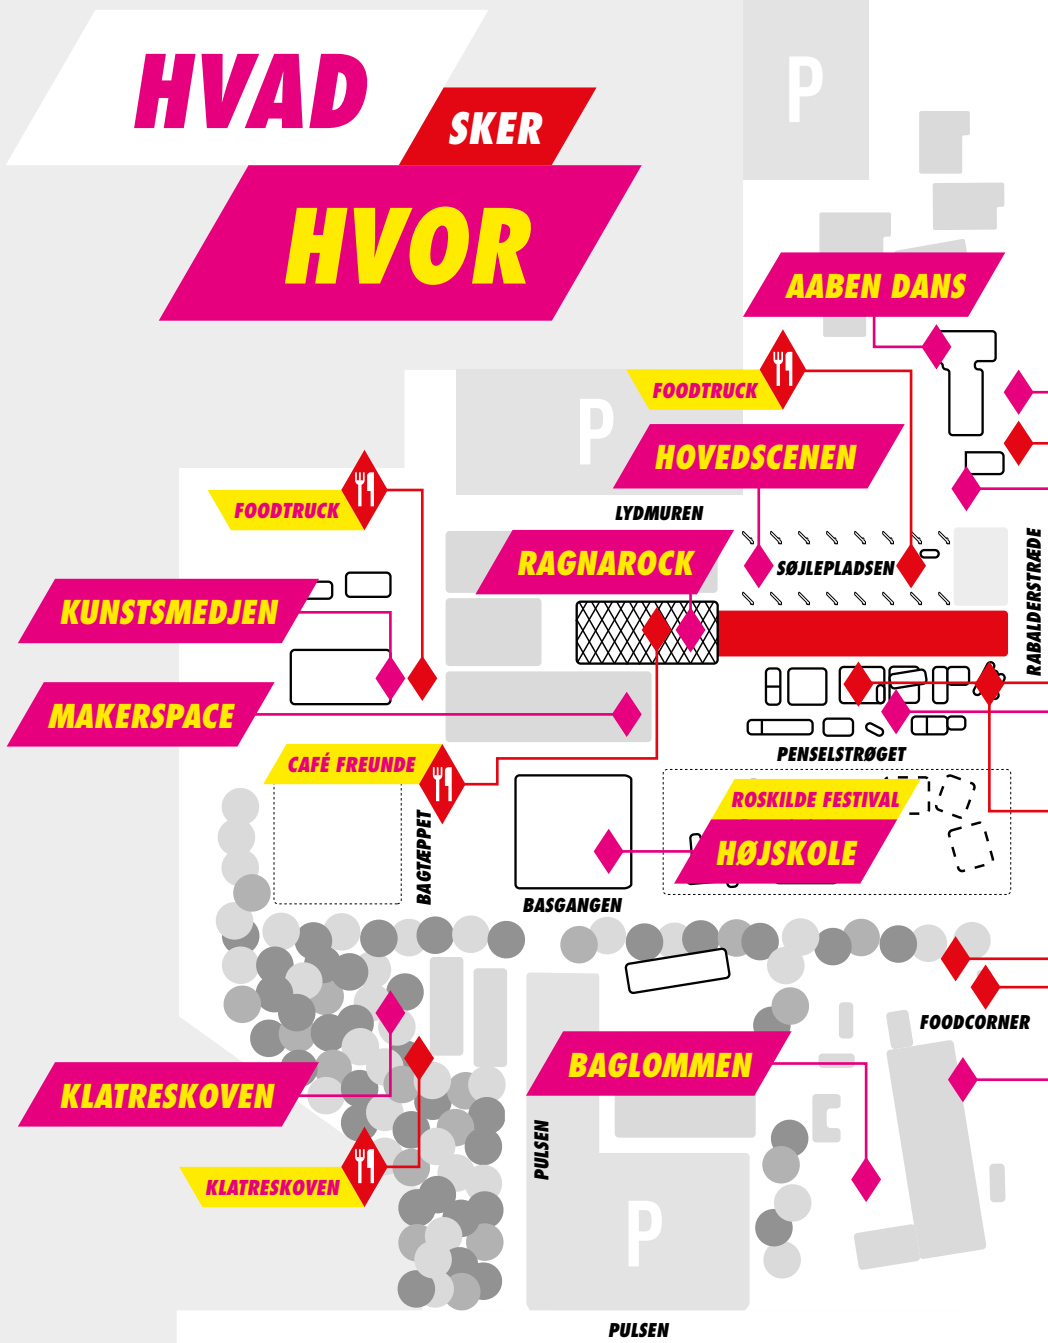 HVAD
SKER
HVOR
P
AABEN DANS
FOODTRUCK
P
HOVEDSCENEN
FOODTRUCK
LYDMUREN
RAGNAROCK
SØJLEPLADSEN
RABALDERSTRÆDE
KUNSTSMEDJEN
MAKERSPACE
PENSELSTRØGET
CAFÉ FREUNDE
ROSKILDE FESTIVAL
HØJSKOLE
BAGTÆPPET
BASGANGEN
FOODCORNER
BAGLOMMEN
KLATRESKOVEN
PULSEN
KLATRESKOVEN
P
PULSEN